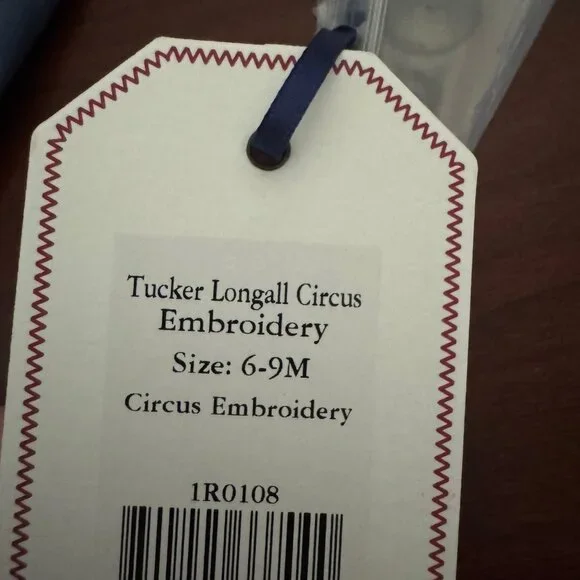 Tucker Longall Circus
Embroidery
Size: 6-9M
Circus Embroidery
1R0108